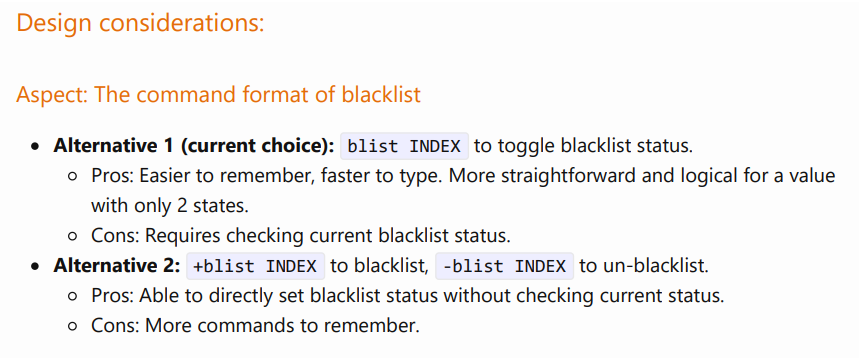 Design considerations:
Aspect: The command format of blacklist
• Alternative 1 (current choice): blist INDEX to toggle blacklist status.
◦ Pros: Easier to remember, faster to type. More straightforward and logical for a value
with only 2 states.
◦ Cons: Requires checking current blacklist status.
• Alternative 2: +blist INDEX to blacklist, -blist INDEX to un-blacklist.
◦ Pros: Able to directly set blacklist status without checking current status.
◦ Cons: More commands to remember.